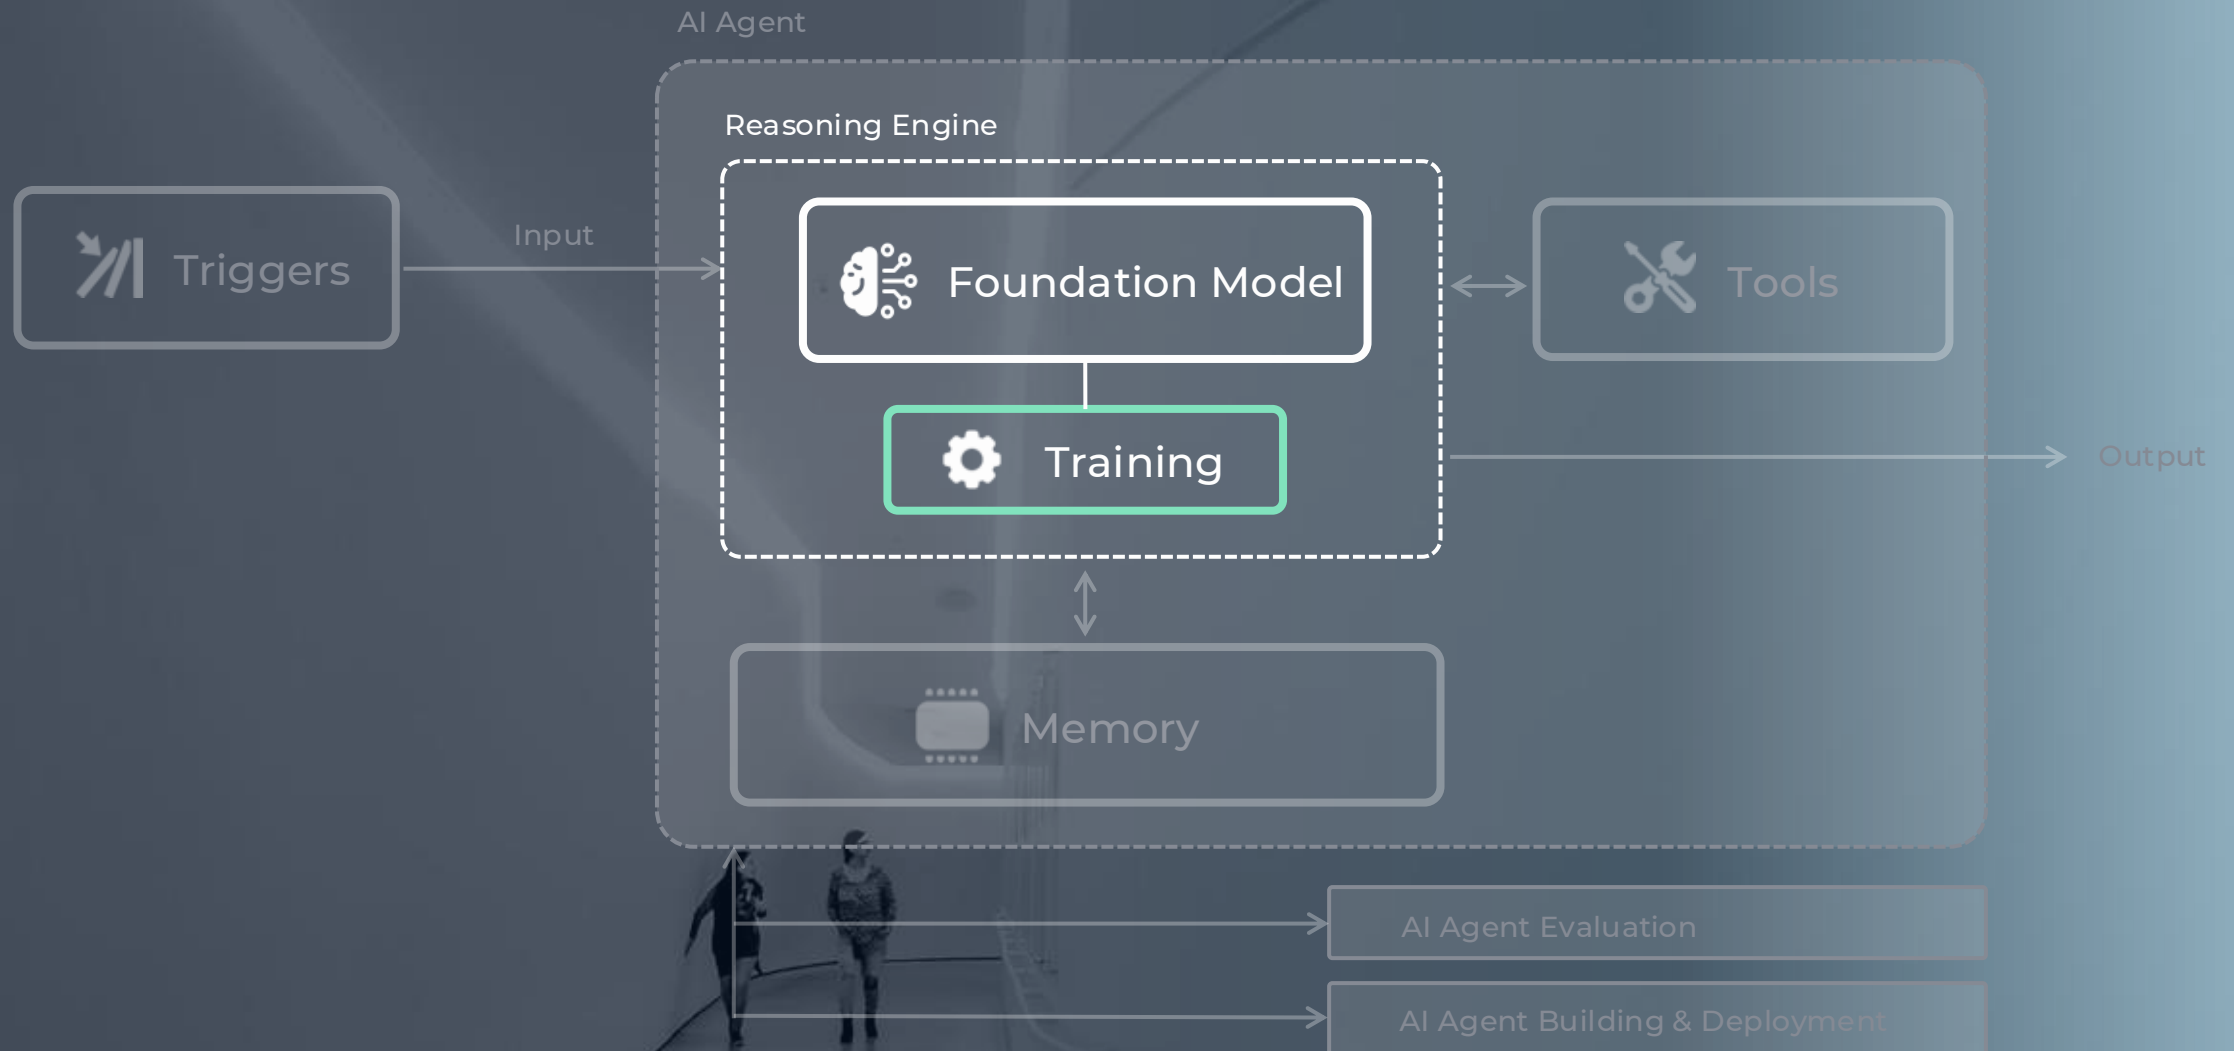 AI Agent
Reasoning Engine
Triggers
Input
Foundation Model
Tools
Training
Output
Memory
AI Agent Evaluation
AI Agent Building & Deployment